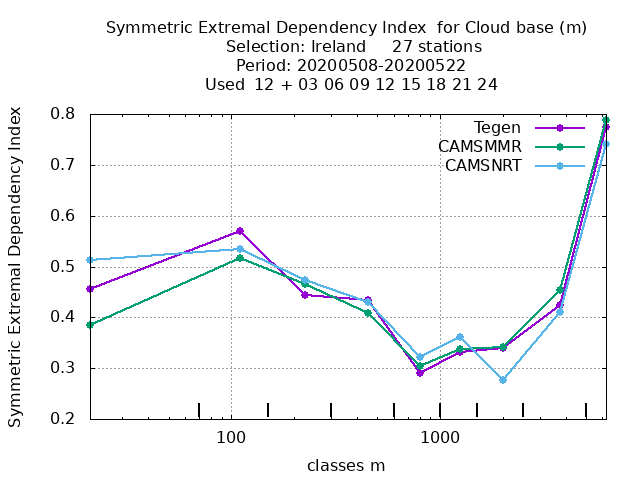 Symmetric Extremal Dependency Index  for Cloud base (m)
Selection: Ireland     27 stations
Period: 20200508-20200522
Used  12 + 03 06 09 12 15 18 21 24
Symmetric Extremal Dependency Index
0.8
0.7
0.6
0.5
0.4
0.3
0.2
Tegen
CAMSMMR
CAMSNRT
100
1000
classes m